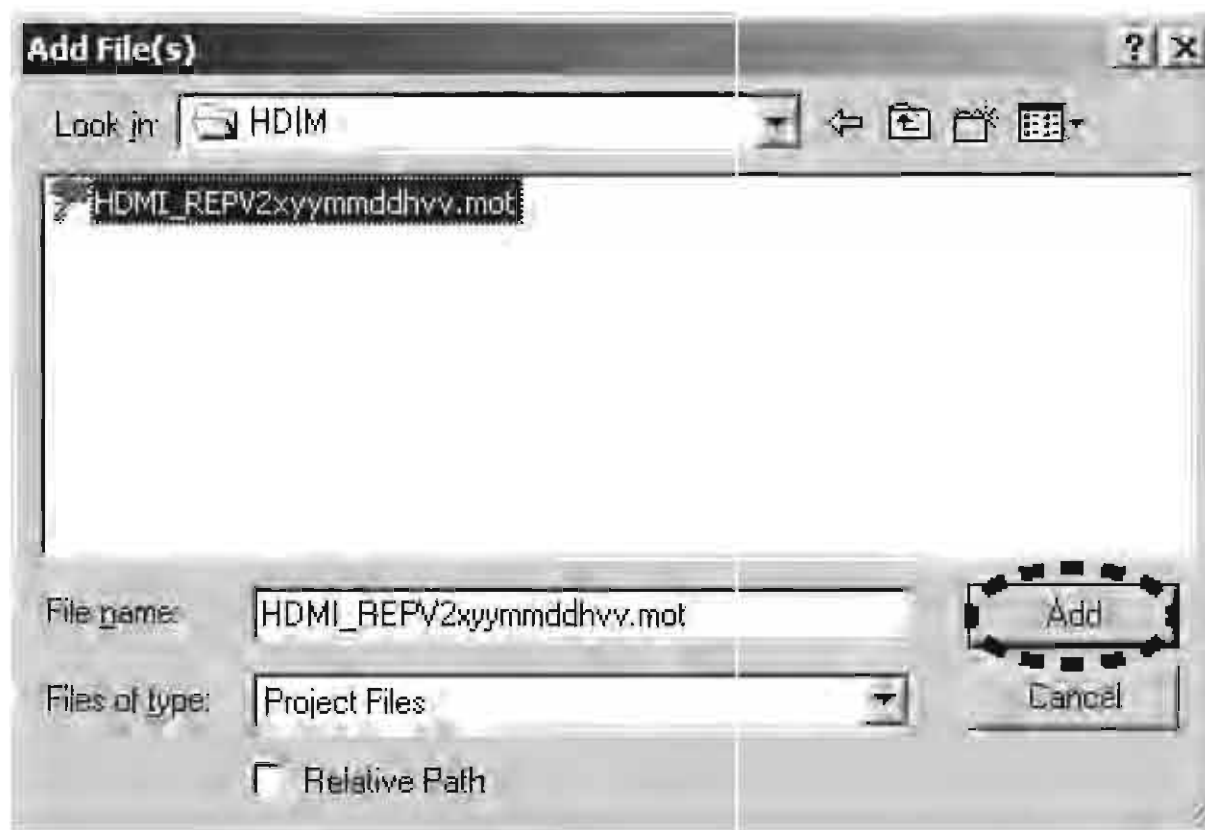 Add File(s)
Look in: HDIM
HDMI_REPV2xyymmddhvv.mot
File name: HDMI_REPV2xyymmddhvv.mot
Add
Files of type: Project Files
Cancel
Relative Path